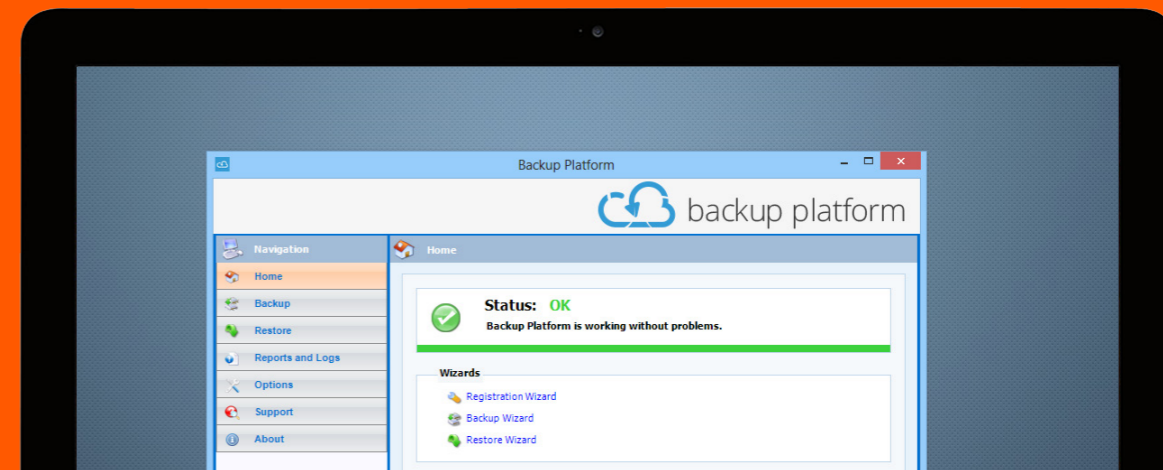 Backup Platform
backup platform
Navigation
Home
Home
Backup
Restore
Reports and Logs
Options
Support
About
Status: OK
Backup Platform is working without problems.
Wizards
Registration Wizard
Backup Wizard
Restore Wizard